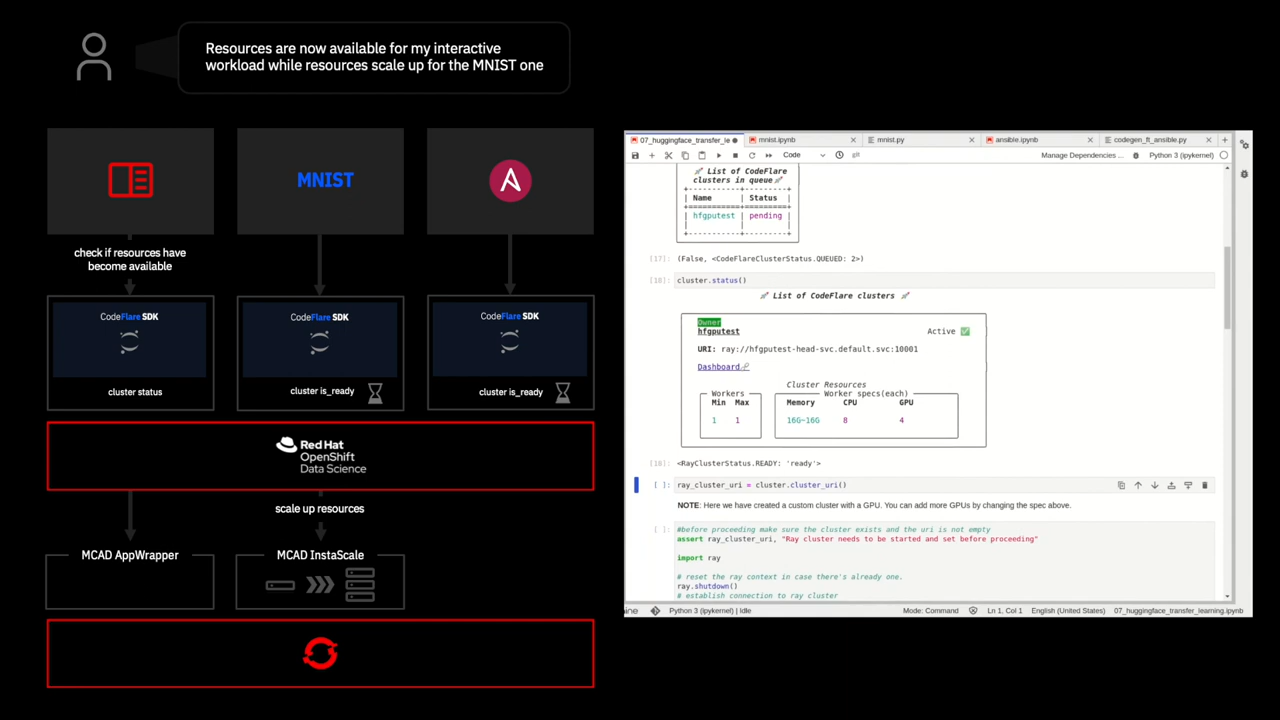 Resources are now available for my interactive
workload while resources scale up for the MNIST one
MNIST
check if resources have
become available
CodeFlare SDK
cluster status
CodeFlare SDK
cluster is_ready
CodeFlare SDK
cluster is_ready
Red Hat
OpenShift
Data Science
scale up resources
MCAD AppWrapper
MCAD InstaScale
07_huggingface_transfer_le
mnist.ipynb
mnist.py
ansible.ipynb
codegen_ft_ansible.py
Code
Manage Dependencies ...
Python 3 (ipykernel)
List of CodeFlare
clusters in queue
Name Status
hfgputest pending
[17]: (False, <CodeFlareClusterStatus.QUEUED: 2>)
[18]: cluster.status()
List of CodeFlare clusters
Owner
hfgputest Active
URI: ray://hfgputest-head-svc.default.svc:10001
Dashboard
Cluster Resources
Workers Worker specs(each)
Min Max Memory CPU GPU
1 1 16G~16G 8 4
[18]: <RayClusterStatus.READY: 'ready'>
[ ]: ray_cluster_uri = cluster.cluster_uri()
NOTE: Here we have created a custom cluster with a GPU. You can add more GPUs by changing the spec above.
[ ]: #before proceeding make sure the cluster exists and the uri is not empty
assert ray_cluster_uri, "Ray cluster needs to be started and set before proceeding"
import ray
# reset the ray context in case there's already one.
ray.shutdown()
# establish connection to ray cluster
Python 3 (ipykernel) | Idle
Mode: Command
Ln 1, Col 1
English (United States)
07_huggingface_transfer_learning.ipynb